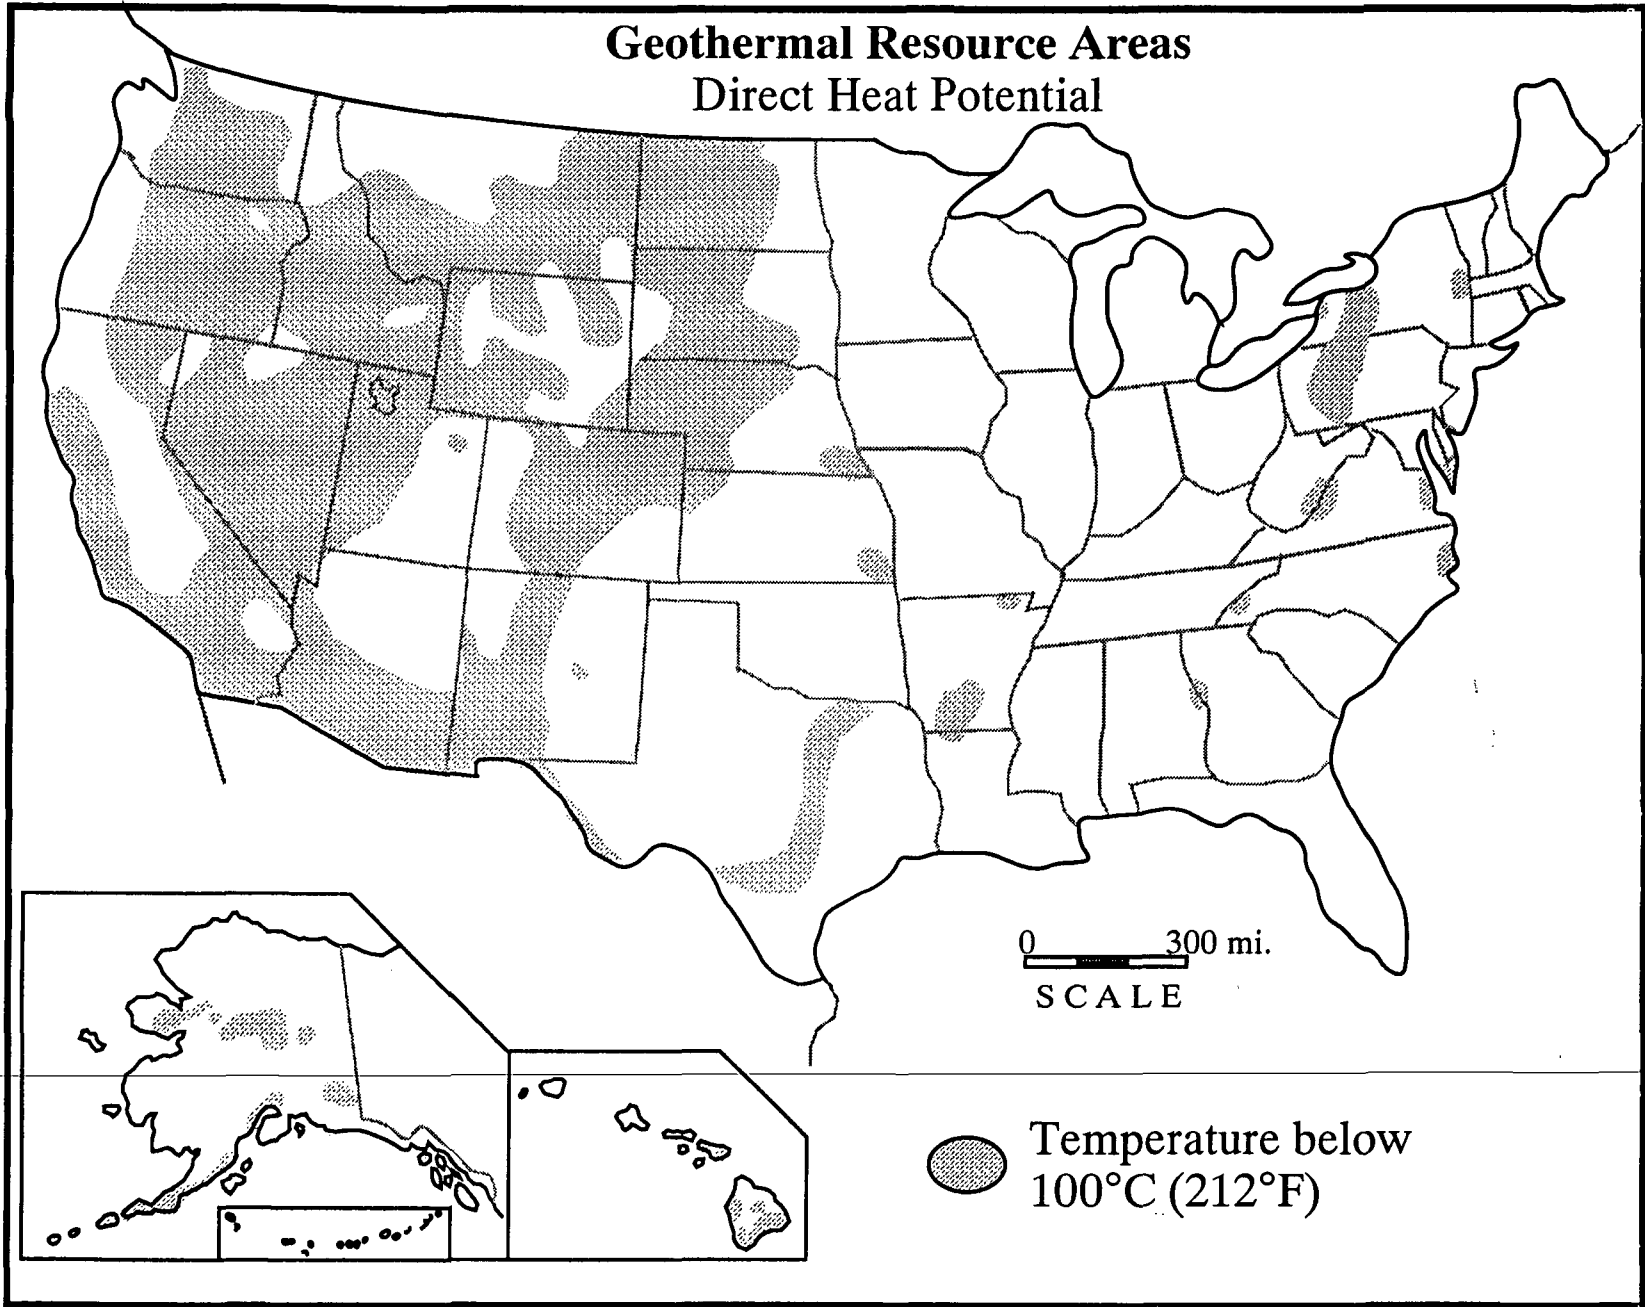 Geothermal Resource Areas
Direct Heat Potential
0 300 mi.
SCALE
Temperature below
100°C (212°F)